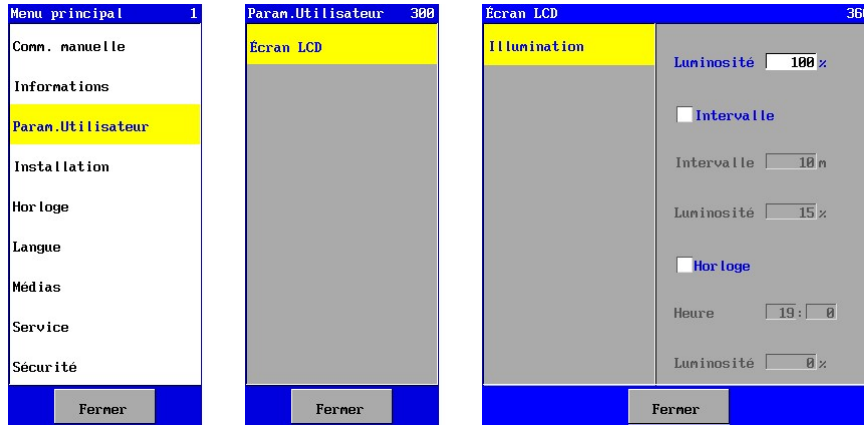 Menu principal 1
Comm. manuelle
Informations
Param.Utilisateur
Installation
Horloge
Langue
Médias
Service
Sécurité
Fermer
Param.Utilisateur 300
Écran LCD
Fermer
Écran LCD 360
Illumination
Luminosité 100 %
Intervalle
Intervalle 10 m
Luminosité 15 %
Horloge
Heure 19: 0
Luminosité 0 %
Fermer